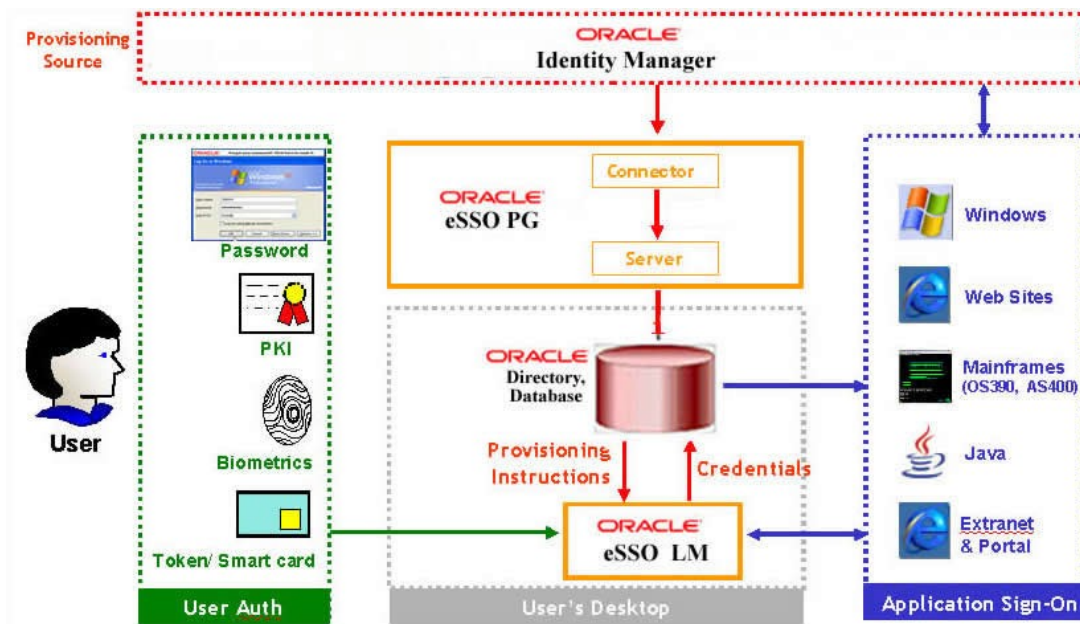 Provisioning
Source
ORACLE
Identity Manager
Password
PKI
Biometrics
Token/ Smart card
User Auth
User
ORACLE
eSSO PG
Connector
Server
ORACLE
Directory,
Database
Provisioning
Instructions
Credentials
ORACLE
eSSO LM
User's Desktop
Windows
Web Sites
Mainframes
(OS390, AS400)
Java
Extranet
& Portal
Application Sign-On